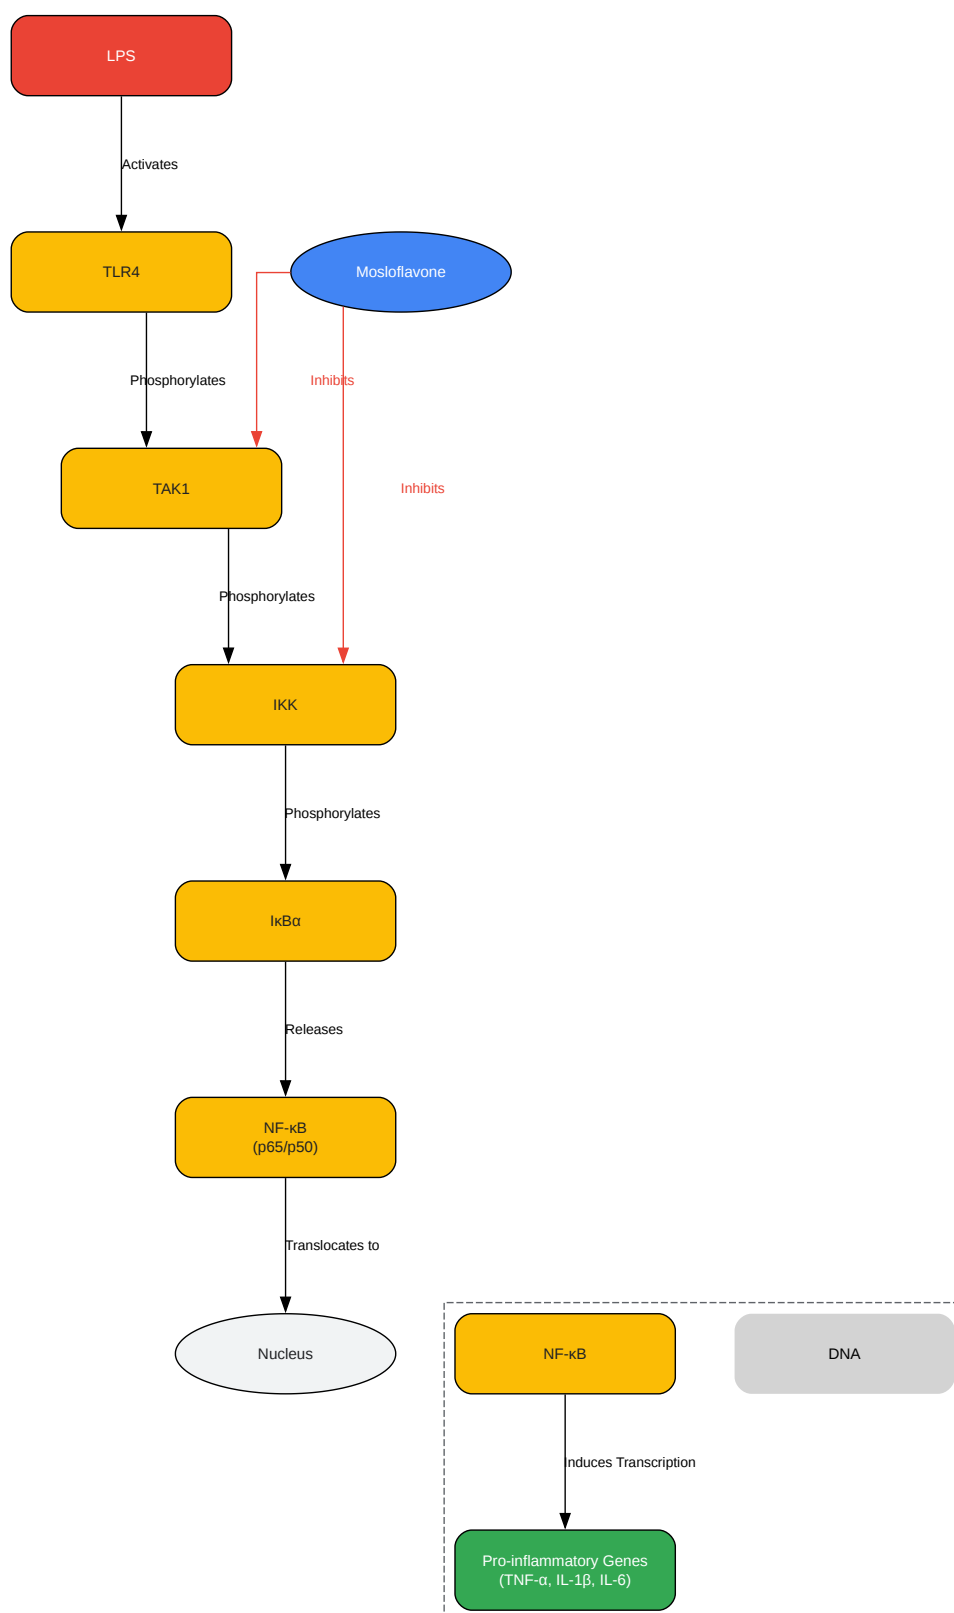 LPS
Activates
TLR4
Mosloflavone
Phosphorylates
Inhibits
TAK1
Inhibits
Phosphorylates
IKK
Phosphorylates
IκBα
Releases
NF-κB
(p65/p50)
Translocates to
Nucleus
NF-κB
DNA
Induces Transcription
Pro-inflammatory Genes
(TNF-α, IL-1β, IL-6)